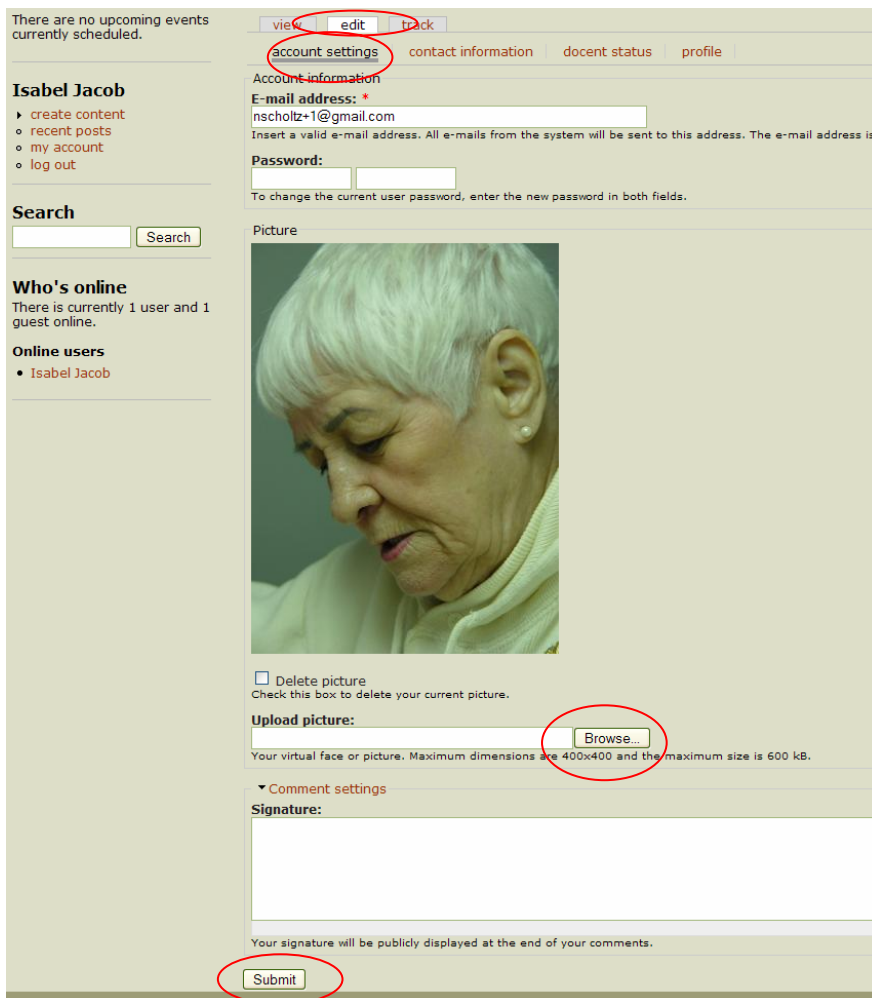 There are no upcoming events
currently scheduled.
Isabel Jacob
create content
recent posts
my account
log out
Search
Search
Who's online
There is currently 1 user and 1
guest online.
Online users
Isabel Jacob
view edit track
account settings contact information docent status profile
Account information
E-mail address: *
nscholtz+1@gmail.com
Insert a valid e-mail address. All e-mails from the system will be sent to this address. The e-mail address is
Password:
To change the current user password, enter the new password in both fields.
Picture
Delete picture
Check this box to delete your current picture.
Upload picture:
Browse...
Your virtual face or picture. Maximum dimensions are 400x400 and the maximum size is 600 kB.
Comment settings
Signature:
Your signature will be publicly displayed at the end of your comments.
Submit